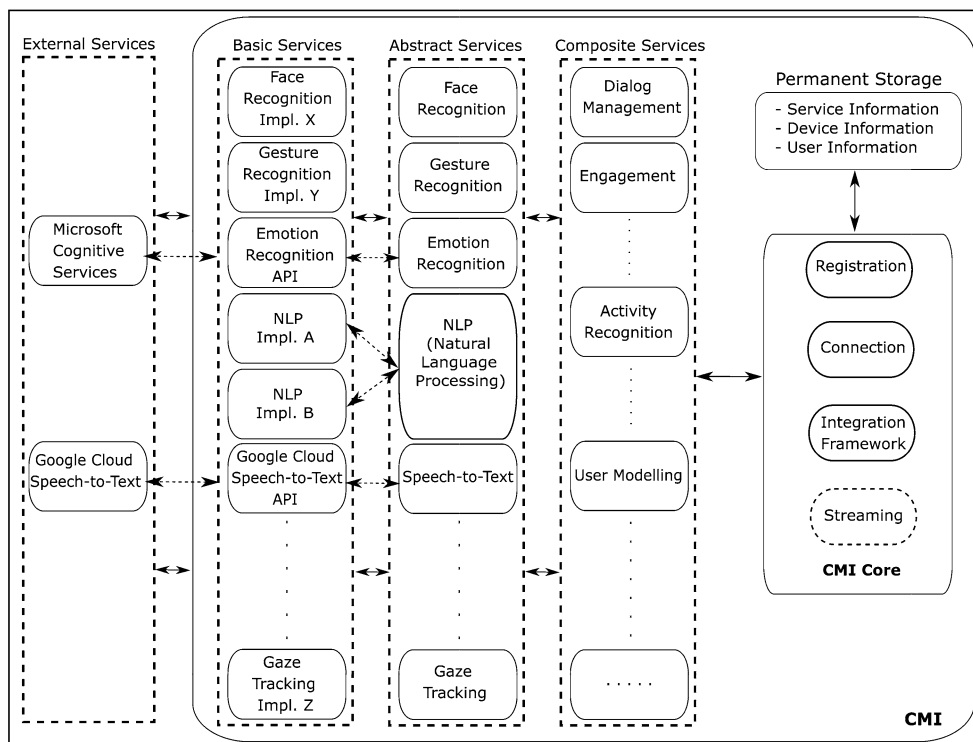 External Services
Microsoft
Cognitive
Services
Google Cloud
Speech-to-Text
Basic Services
Face
Recognition
Impl. X
Gesture
Recognition
Impl. Y
Emotion
Recognition
API
NLP
Impl. A
NLP
Impl. B
Google Cloud
Speech-to-Text
API
Gaze
Tracking
Impl. Z
Abstract Services
Face
Recognition
Gesture
Recognition
Emotion
Recognition
NLP
(Natural
Language
Processing)
Speech-to-Text
Gaze
Tracking
Composite Services
Dialog
Management
Engagement
Activity
Recognition
User Modelling
. . . . .
Permanent Storage
- Service Information
- Device Information
- User Information
Registration
Connection
Integration
Framework
Streaming
CMI Core
CMI